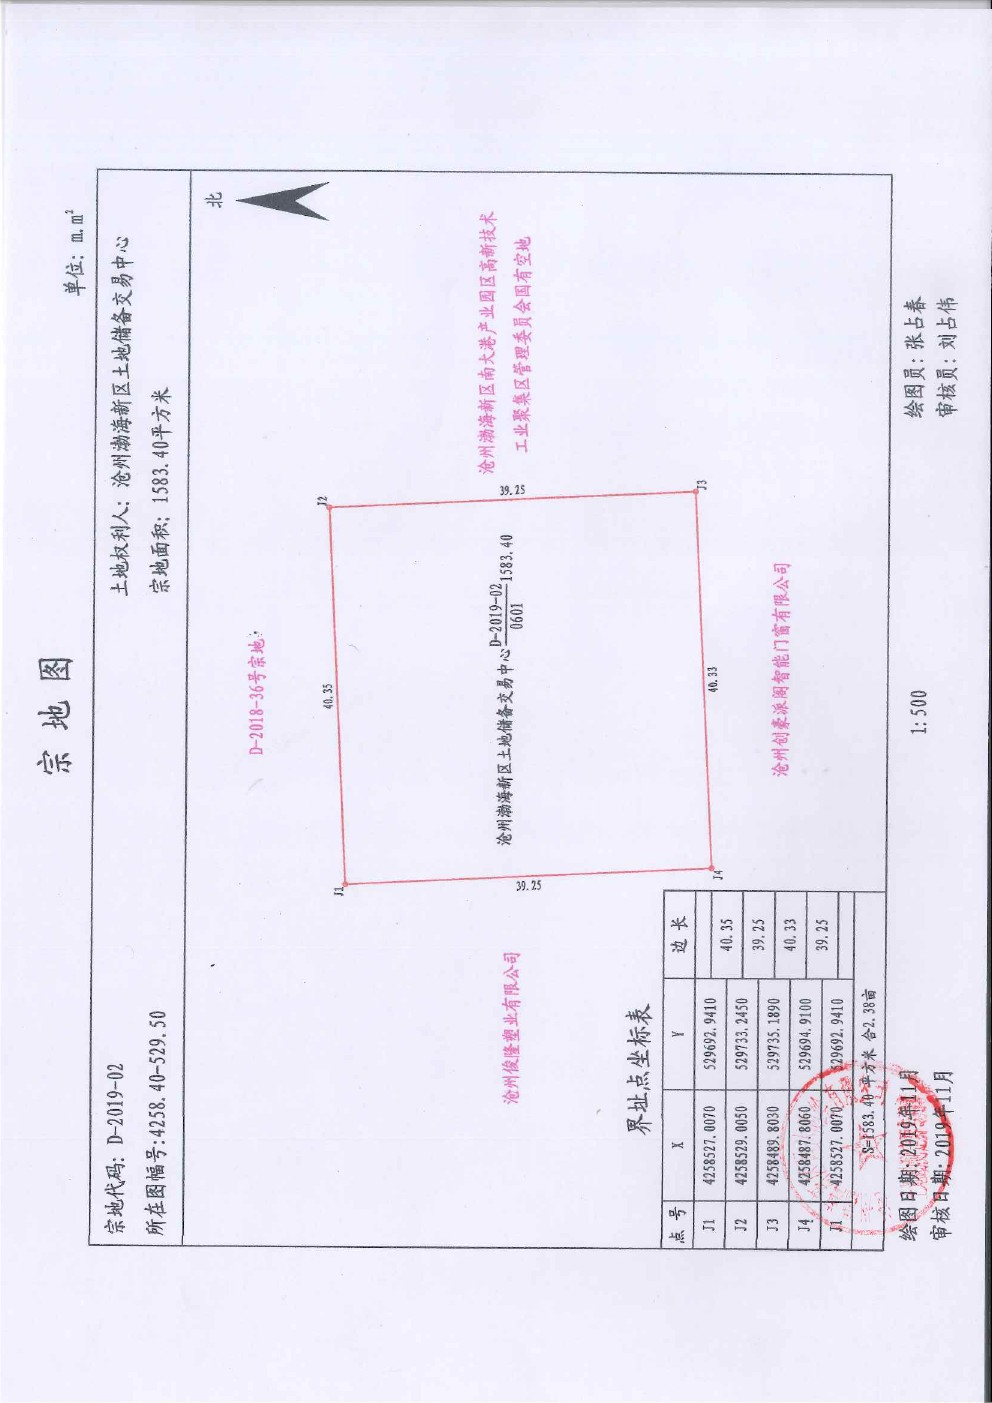 宗地图
单位: m.m²
宗地代码: D-2019-02
土地权利人: 沧州渤海新区土地储备交易中心
所在图幅号:4258.40-529.50
宗地面积: 1583.40平方米
北
D-2018-36号宗地
J1
40.35
J2
沧州俊隆塑业有限公司
39.25
沧州渤海新区土地储备交易中心
D-2019-02
0601
1583.40
39.25
沧州渤海新区南大港产业园区高新技术
工业聚集区管理委员会国有空地
J4
40.33
J3
沧州创豪派阁智能门窗有限公司
界址点坐标表
点号 X Y 边长
J1 4258527.0070 529692.9410
40.35
J2 4258529.0050 529733.2450
39.25
J3 4258489.8030 529735.1890
40.33
J4 4258487.8060 529694.9100
39.25
J1 4258527.0070 529692.9410
S=1583.40平方米 合2.38亩
绘图日期: 2019年11月
1:500
绘图员: 张占春
审核日期: 2019年11月
审核员: 刘占伟